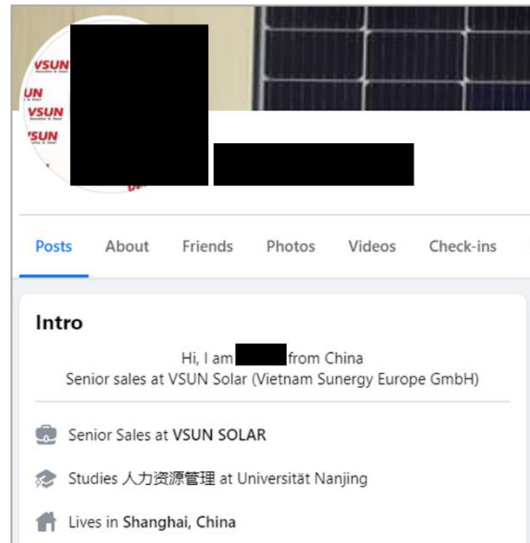 VSUN
UN
VSUN
SUN
Posts About Friends Photos Videos Check-ins
Intro
Hi, I am from China
Senior sales at VSUN Solar (Vietnam Sunergy Europe GmbH)
Senior Sales at VSUN SOLAR
Studies 人力资源管理 at Universität Nanjing
Lives in Shanghai, China